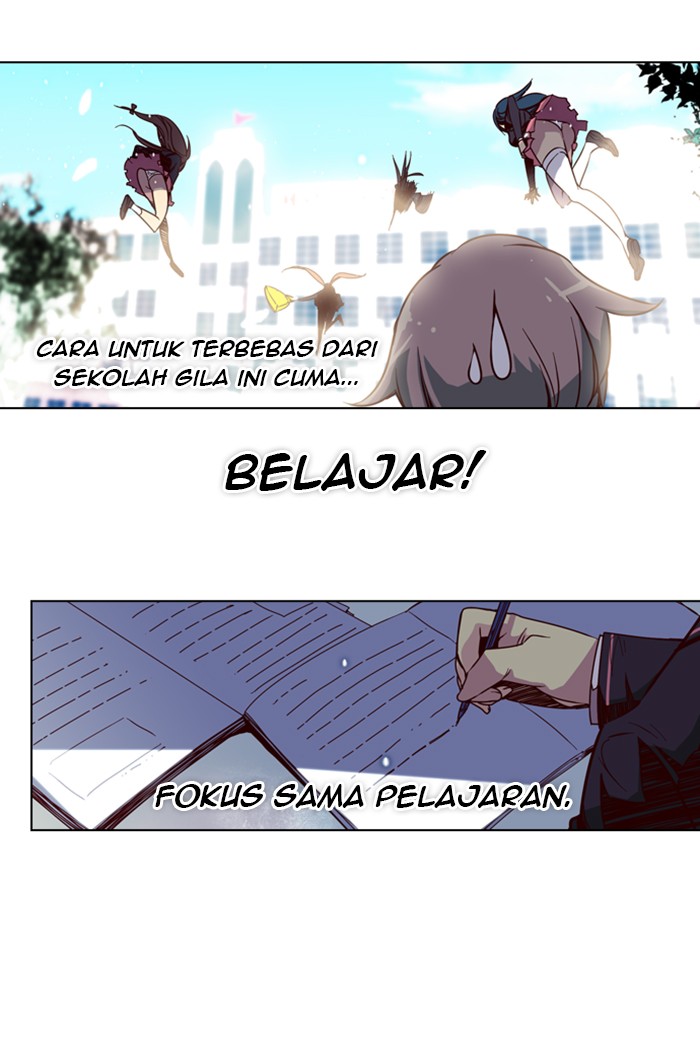 CARA UNTUK TERBEBAS DARI
SEKOLAH GILA INI CUMA...
BELAJAR!
FOKUS SAMA PELAJARAN.